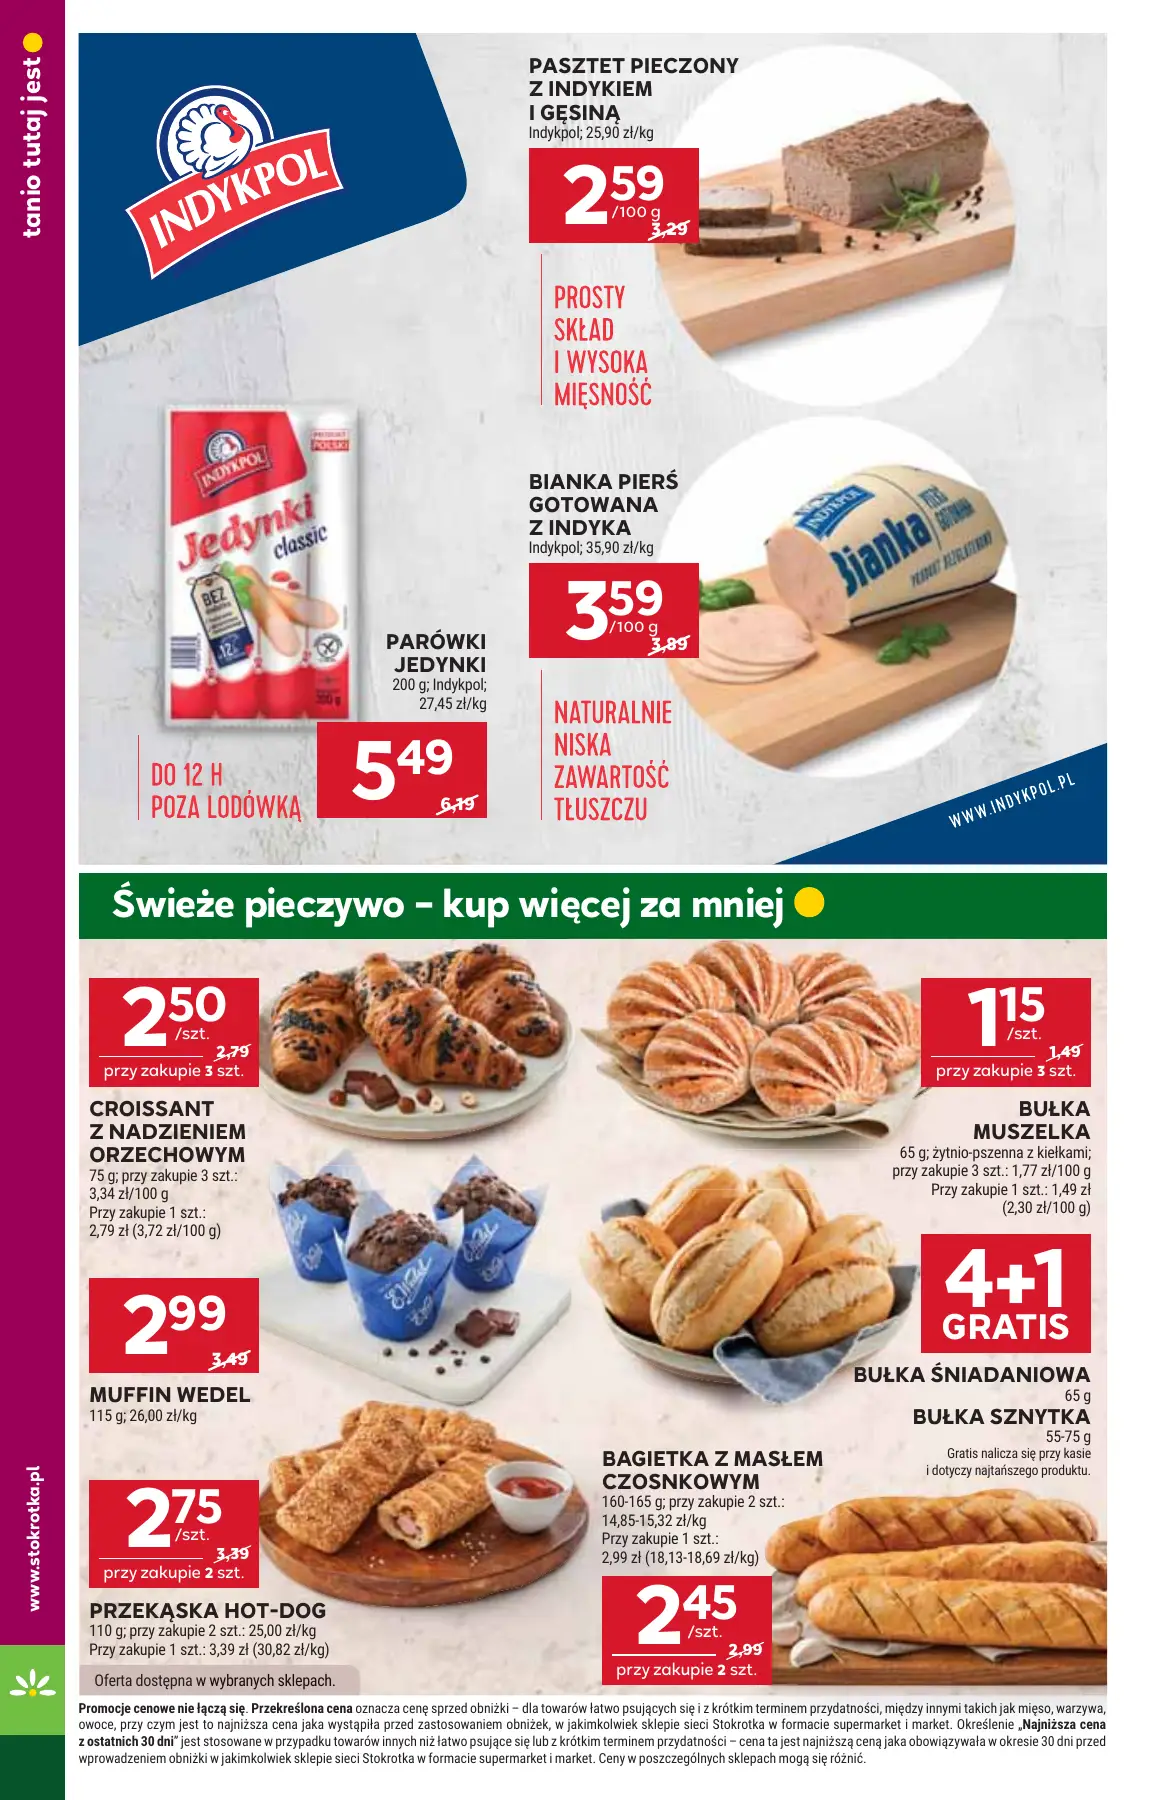 tanio tutaj jest
INDYKPOL
PASZTET PIECZONY
Z INDYKIEM
I GĘSINĄ
Indykpol; 25,90 zł/kg
2 59
/100 g
3,29
PROSTY
SKŁAD
I WYSOKA
MIĘSNOŚĆ
INDYKPOL
PRODUKT
POLSKI
Jedynki
classic
BEZ
12
PARÓWKI
JEDYNKI
200 g; Indykpol;
27,45 zł/kg
5 49
6,19
DO 12 H
POZA LODÓWKĄ
BIANKA PIERŚ
GOTOWANA
Z INDYKA
Indykpol; 35,90 zł/kg
3 59
/100 g
3,89
INDYKPOL
Bianka
PIERŚ
GOTOWANA
PRODUKT BEZGLUTENOWY
NATURALNIE
NISKA
ZAWARTOŚĆ
TŁUSZCZU
WWW.INDYKPOL.PL
Świeże pieczywo – kup więcej za mniej
2 50
/szt.
2,79
przy zakupie 3 szt.
CROISSANT
Z NADZIENIEM
ORZECHOWYM
75 g; przy zakupie 3 szt.:
3,34 zł/100 g
Przy zakupie 1 szt.:
2,79 zł (3,72 zł/100 g)
1 15
/szt.
1,49
przy zakupie 3 szt.
BUŁKA
MUSZELKA
65 g; żytnio-pszenna z kiełkami;
przy zakupie 3 szt.: 1,77 zł/100 g
Przy zakupie 1 szt.: 1,49 zł
(2,30 zł/100 g)
2 99
3,49
MUFFIN WEDEL
115 g; 26,00 zł/kg
E.Wedel
4+1
GRATIS
BUŁKA ŚNIADANIOWA
65 g
BUŁKA SZNYTKA
55-75 g
Gratis nalicza się przy kasie
i dotyczy najtańszego produktu.
2 75
/szt.
3,39
przy zakupie 2 szt.
PRZEKĄSKA HOT-DOG
110 g; przy zakupie 2 szt.: 25,00 zł/kg
Przy zakupie 1 szt.: 3,39 zł (30,82 zł/kg)
Oferta dostępna w wybranych sklepach.
BAGIETKA Z MASŁEM
CZOSNKOWYM
160-165 g; przy zakupie 2 szt.:
14,85-15,32 zł/kg
Przy zakupie 1 szt.:
2,99 zł (18,13-18,69 zł/kg)
2 45
/szt.
2,99
przy zakupie 2 szt.
www.stokrotka.pl
Promocje cenowe nie łączą się. Przekreślona cena oznacza cenę sprzed obniżki – dla towarów łatwo psujących się i z krótkim terminem przydatności, między innymi takich jak mięso, warzywa,
owoce, przy czym jest to najniższa cena jaka wystąpiła przed zastosowaniem obniżek, w jakimkolwiek sklepie sieci Stokrotka w formacie supermarket i market. Określenie „Najniższa cena
z ostatnich 30 dni” jest stosowane w przypadku towarów innych niż łatwo psujące się lub z krótkim terminem przydatności – cena ta jest najniższą ceną jaka obowiązywała w okresie 30 dni przed
wprowadzeniem obniżki w jakimkolwiek sklepie sieci Stokrotka w formacie supermarket i market. Ceny w poszczególnych sklepach mogą się różnić.